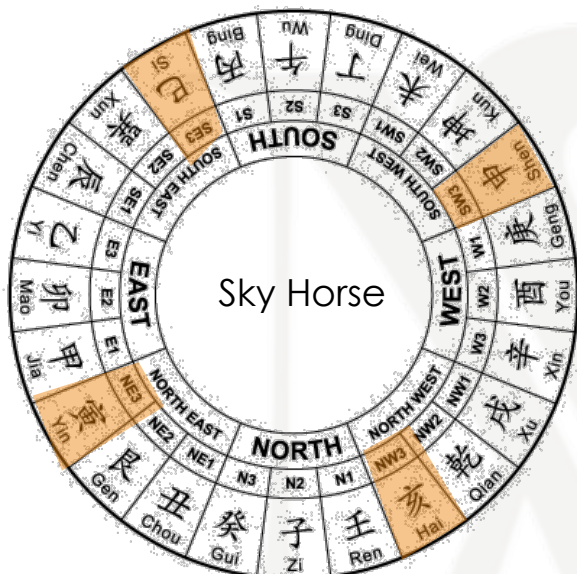 Sky Horse
SOUTH
SOUTH WEST
WEST
NORTH WEST
NORTH
NORTH EAST
EAST
SOUTH EAST
S1
S2
S3
SW1
SW2
SW3
W1
W2
W3
NW1
NW2
NW3
N1
N2
N3
NE1
NE2
NE3
E1
E2
E3
SE1
SE2
SE3
丙 Bing
午 Wu
丁 Ding
未 Wei
坤 Kun
申 Shen
庚 Geng
酉 You
辛 Xin
戌 Xu
乾 Qian
亥 Hai
壬 Ren
子 Zi
癸 Gui
丑 Chou
艮 Gen
寅 Yin
甲 Jia
卯 Mao
乙 Yi
辰 Chen
巽 Xun
巳 Si